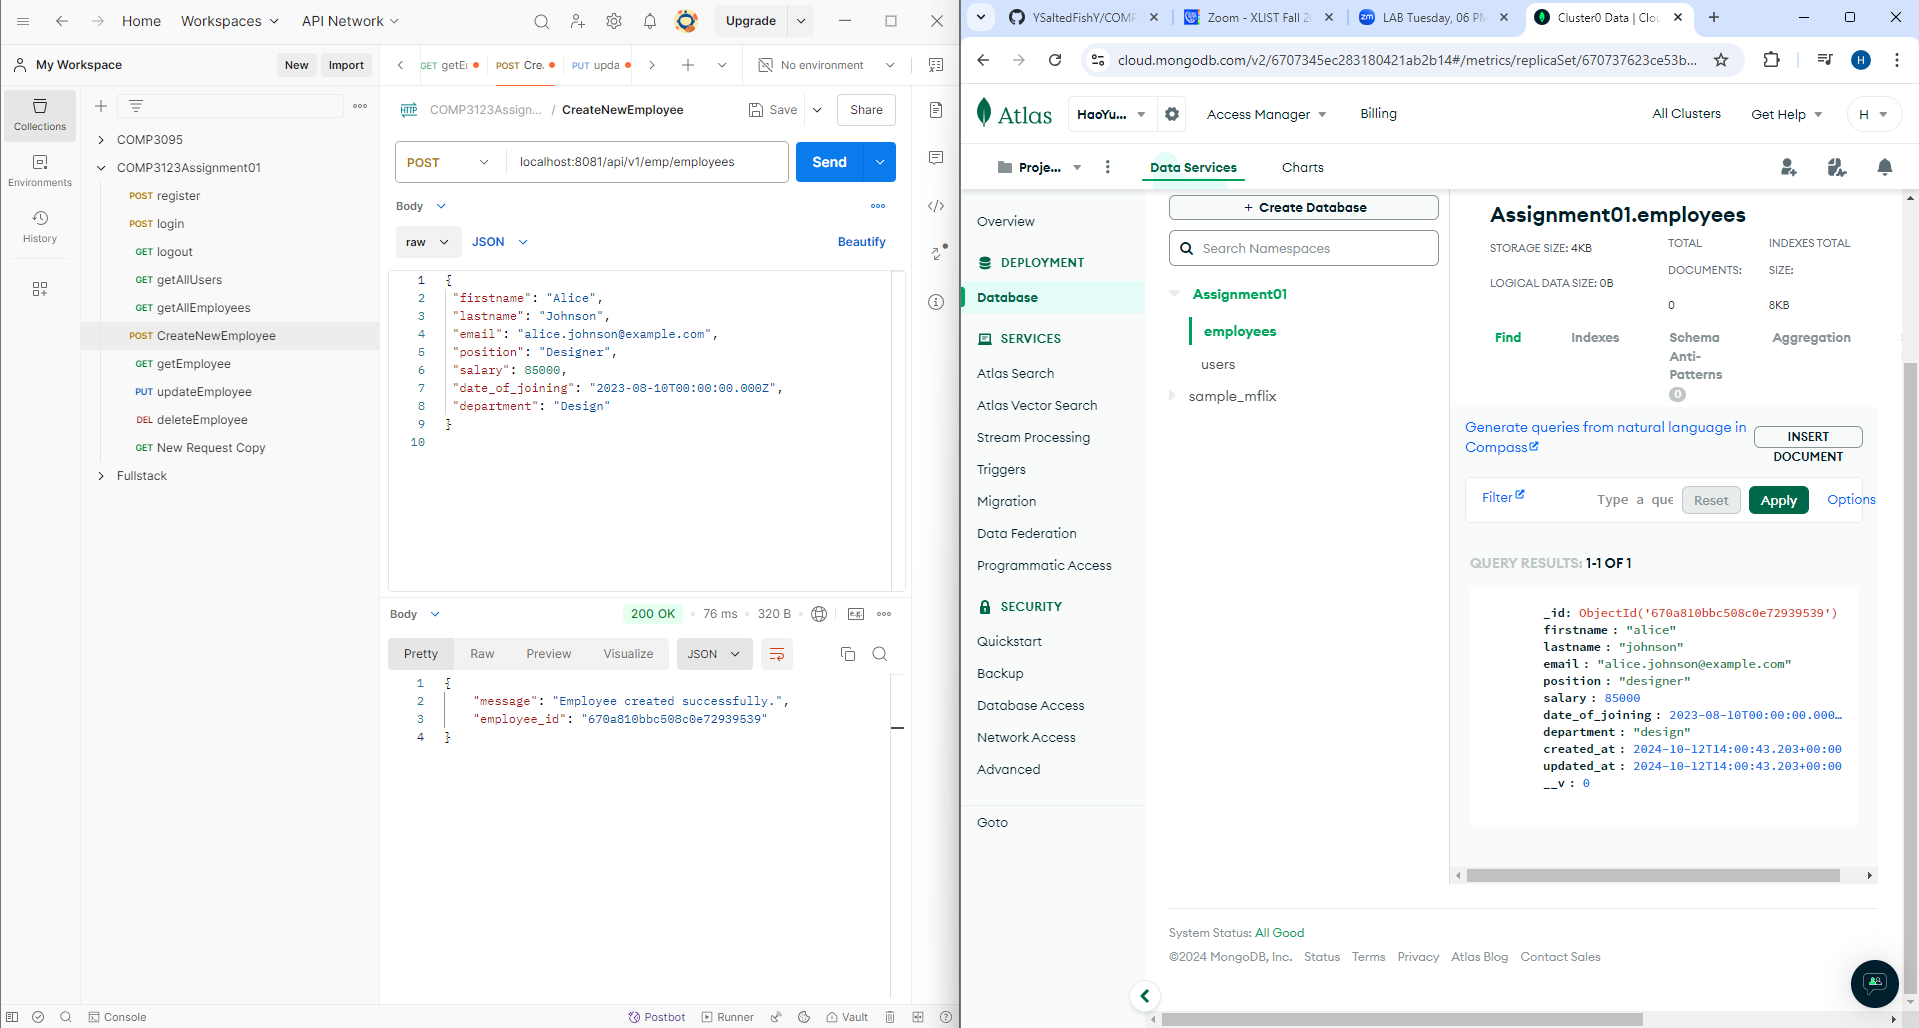 Home
Workspaces
API Network
Upgrade
My Workspace
New
Import
GET getE
POST Cre
PUT upda
No environment
Collections
Environments
History
COMP3095
COMP3123Assignment01
POST register
POST login
GET logout
GET getAllUsers
GET getAllEmployees
POST CreateNewEmployee
GET getEmployee
PUT updateEmployee
DEL deleteEmployee
GET New Request Copy
Fullstack
HTTP COMP3123Assign... / CreateNewEmployee
Save
Share
POST
localhost:8081/api/v1/emp/employees
Send
Body
raw
JSON
Beautify
1 {
2 "firstname": "Alice",
3 "lastname": "Johnson",
4 "email": "alice.johnson@example.com",
5 "position": "Designer",
6 "salary": 85000,
7 "date_of_joining": "2023-08-10T00:00:00.000Z",
8 "department": "Design"
9 }
10
Body
200 OK • 76 ms • 320 B
e.g.
Pretty
Raw
Preview
Visualize
JSON
1 {
2 "message": "Employee created successfully.",
3 "employee_id": "670a810bbc508c0e72939539"
4 }
Console
Postbot
Runner
Vault
YSaltedFishY/COMP
Zoom - XLIST Fall 2
zm LAB Tuesday, 06 PM
Cluster0 Data | Clou
cloud.mongodb.com/v2/6707345ec283180421ab2b14#/metrics/replicaSet/670737623ce53b...
H
Atlas
HaoYu...
Access Manager
Billing
All Clusters
Get Help
H
Proje...
Data Services
Charts
Overview
DEPLOYMENT
Database
SERVICES
Atlas Search
Atlas Vector Search
Stream Processing
Triggers
Migration
Data Federation
Programmatic Access
SECURITY
Quickstart
Backup
Database Access
Network Access
Advanced
Goto
+ Create Database
Search Namespaces
Assignment01
employees
users
sample_mflix
Assignment01.employees
STORAGE SIZE: 4KB
LOGICAL DATA SIZE: 0B
TOTAL
DOCUMENTS:
0
INDEXES TOTAL
SIZE:
8KB
Find
Indexes
Schema
Anti-
Patterns
0
Aggregation
Generate queries from natural language in
Compass
INSERT
DOCUMENT
Filter
Type a que
Reset
Apply
Options
QUERY RESULTS: 1-1 OF 1
_id: ObjectId('670a810bbc508c0e72939539')
firstname : "alice"
lastname : "johnson"
email : "alice.johnson@example.com"
position : "designer"
salary : 85000
date_of_joining : 2023-08-10T00:00:00.000…
department : "design"
created_at : 2024-10-12T14:00:43.203+00:00
updated_at : 2024-10-12T14:00:43.203+00:00
__v : 0
System Status: All Good
©2024 MongoDB, Inc. Status Terms Privacy Atlas Blog Contact Sales